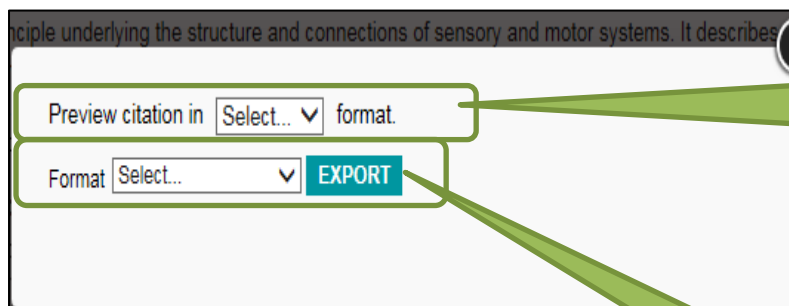 nciple underlying the structure and connections of sensory and motor systems. It describes
Preview citation in Select... format.
Format Select... EXPORT